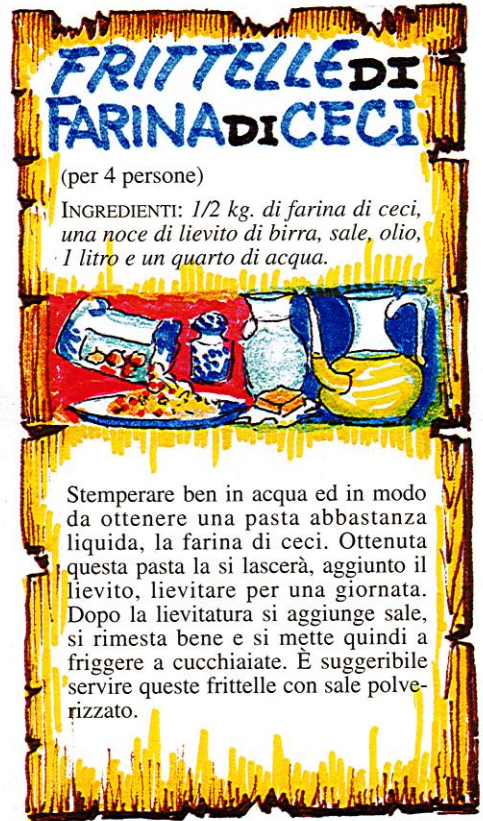 FRITTELLE DI
FARINA DI CECI
(per 4 persone)
INGREDIENTI: 1/2 kg. di farina di ceci,
una noce di lievito di birra, sale, olio,
1 litro e un quarto di acqua.
Stemperare ben in acqua ed in modo
da ottenere una pasta abbastanza
liquida, la farina di ceci. Ottenuta
questa pasta la si lascerà, aggiunto il
lievito, lievitare per una giornata.
Dopo la lievitatura si aggiunge sale,
si rimesta bene e si mette quindi a
friggere a cucchiaiate. È suggeribile
servire queste frittelle con sale polve-
rizzato.